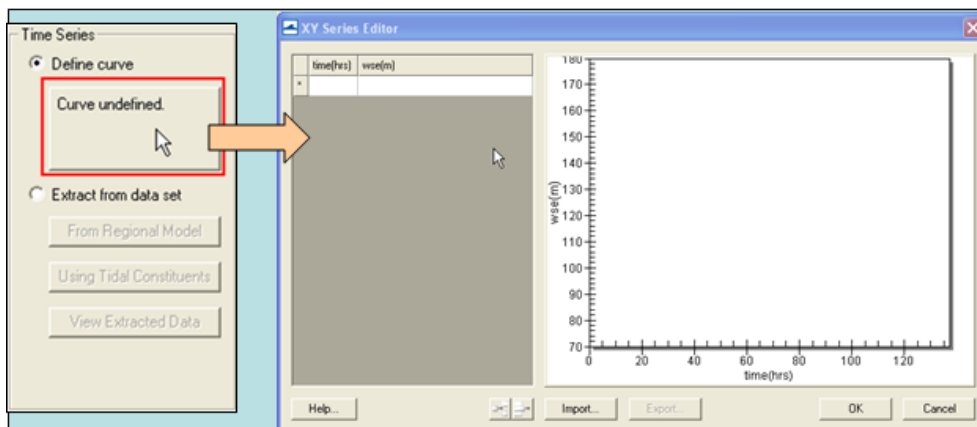 Time Series
Define curve
Curve undefined.
Extract from data set
From Regional Model
Using Tidal Constituents
View Extracted Data
XY Series Editor
time(hrs) wse(m)
*
180
170
160
150
140
130
120
110
100
90
80
70
wse(m)
0 20 40 60 80 100 120
time(hrs)
Help... Import... Export... OK Cancel